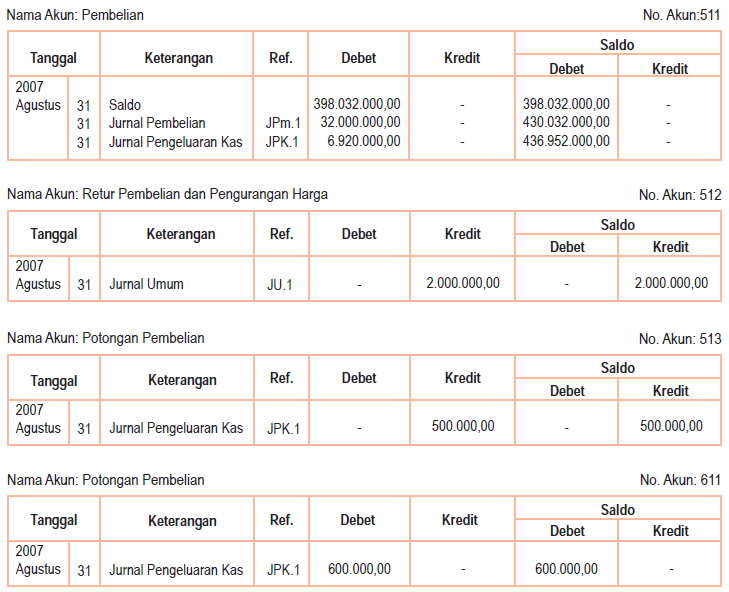 Nama Akun: Pembelian No. Akun:511
Tanggal Keterangan Ref. Debet Kredit Saldo
Debet Kredit
2007
Agustus 31 Saldo 398.032.000,00 - 398.032.000,00 -
31 Jurnal Pembelian JPm.1 32.000.000,00 - 430.032.000,00 -
31 Jurnal Pengeluaran Kas JPK.1 6.920.000,00 - 436.952.000,00 -
Nama Akun: Retur Pembelian dan Pengurangan Harga No. Akun: 512
Tanggal Keterangan Ref. Debet Kredit Saldo
Debet Kredit
2007
Agustus 31 Jurnal Umum JU.1 - 2.000.000,00 - 2.000.000,00
Nama Akun: Potongan Pembelian No. Akun: 513
Tanggal Keterangan Ref. Debet Kredit Saldo
Debet Kredit
2007
Agustus 31 Jurnal Pengeluaran Kas JPK.1 - 500.000,00 - 500.000,00
Nama Akun: Potongan Pembelian No. Akun: 611
Tanggal Keterangan Ref. Debet Kredit Saldo
Debet Kredit
2007
Agustus 31 Jurnal Pengeluaran Kas JPK.1 600.000,00 - 600.000,00 -